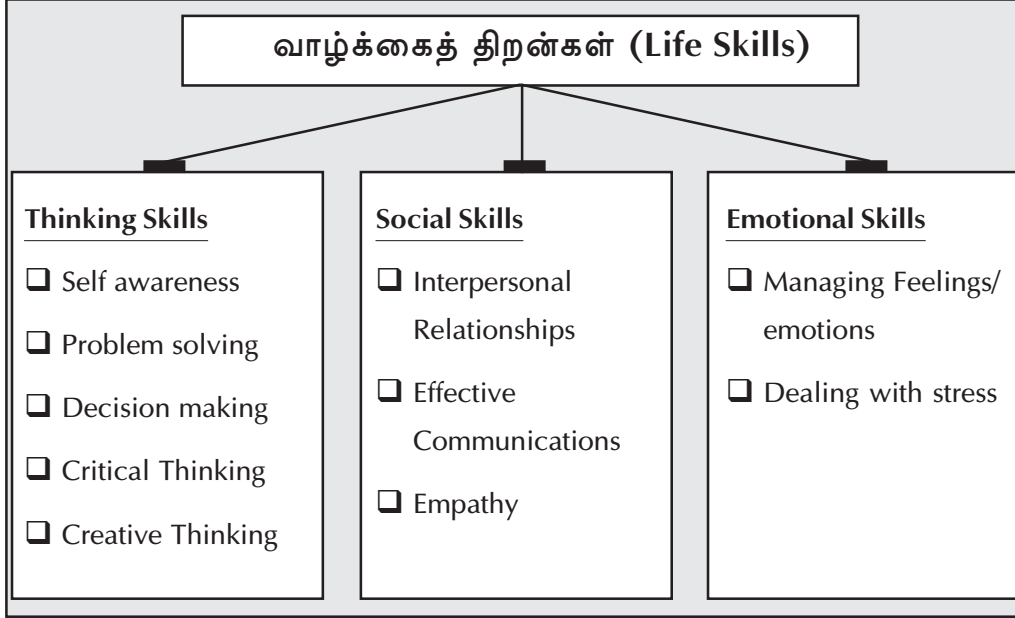 வாழ்க்கைத் திறன்கள் (Life Skills)
Thinking Skills
❑ Self awareness
❑ Problem solving
❑ Decision making
❑ Critical Thinking
❑ Creative Thinking
Social Skills
❑ Interpersonal
Relationships
❑ Effective
Communications
❑ Empathy
Emotional Skills
❑ Managing Feelings/
emotions
❑ Dealing with stress